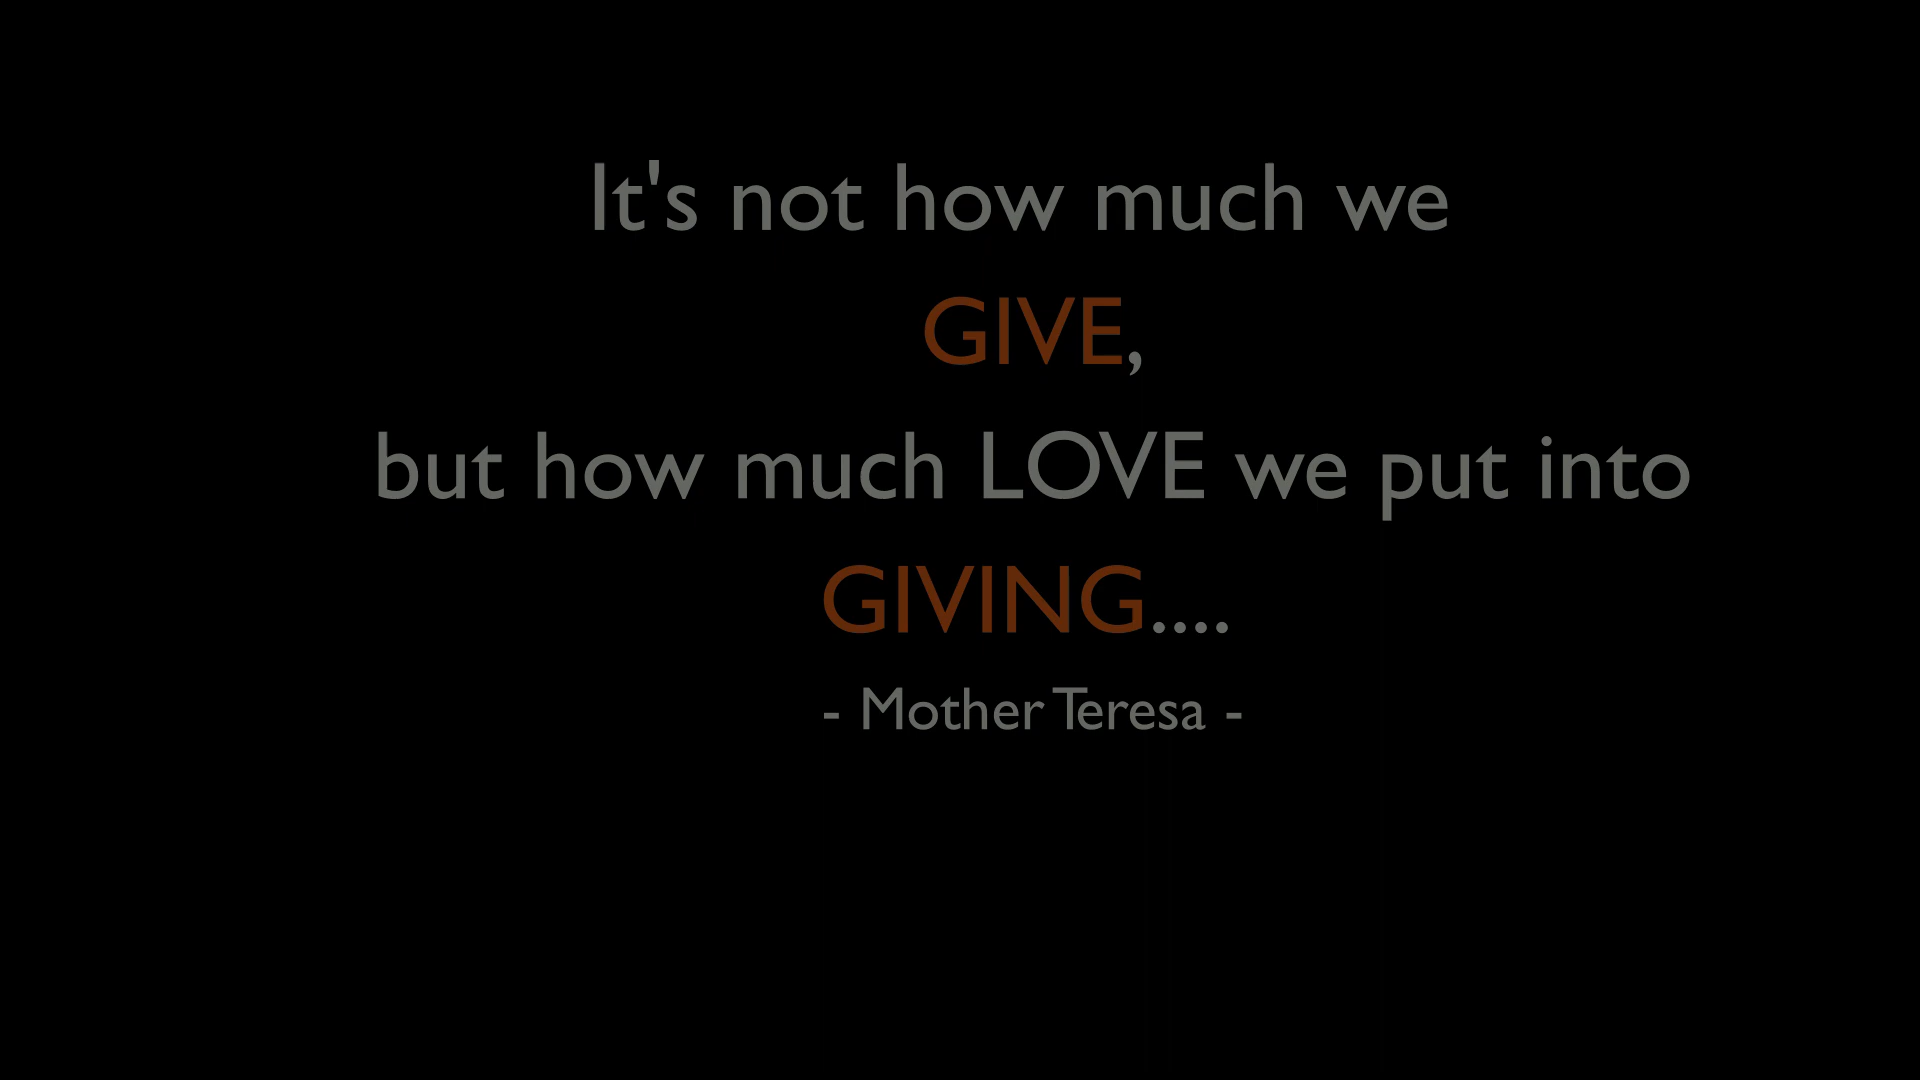 It's not how much we
GIVE,
but how much LOVE we put into
GIVING....
- Mother Teresa -